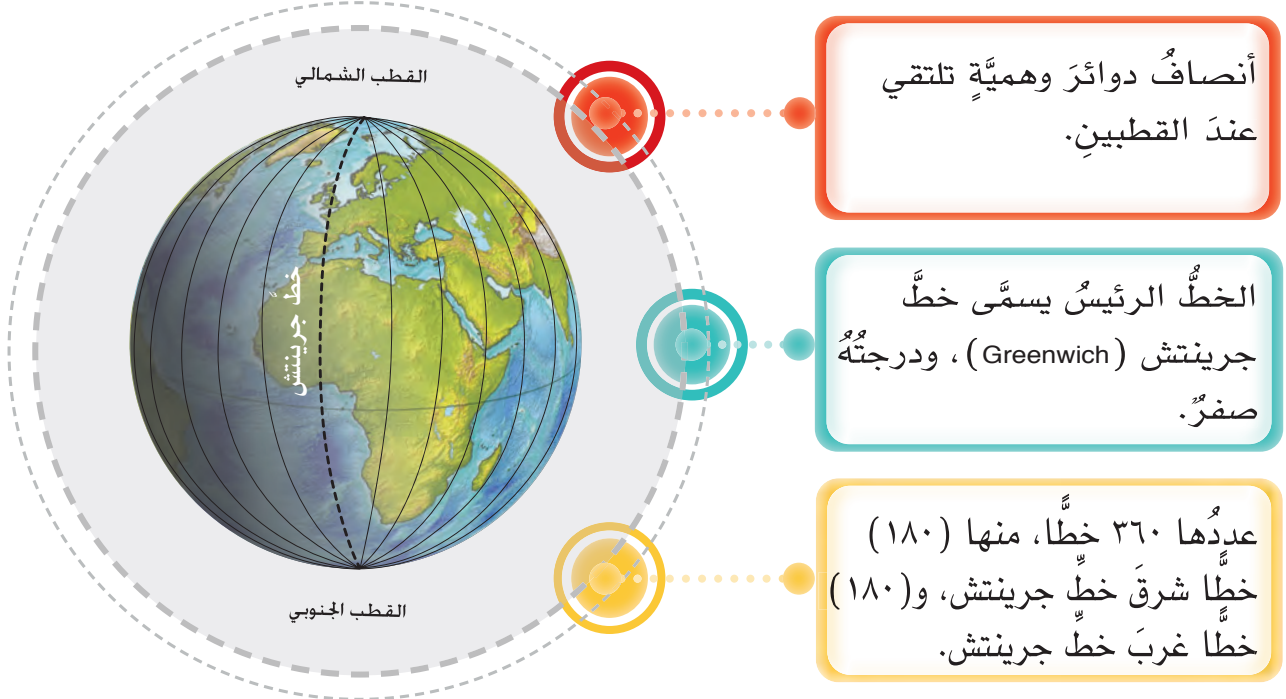 أنصافُ دوائرَ وهميَّةٍ تلتقي
عندَ القطبينِ.
الخطُّ الرئيسُ يسمَّى خطَّ
جرينتش (Greenwich)، ودرجتُهُ
صفرٌ.
عددُها ٣٦٠ خطًّا، منها (١٨٠)
خطًّا شرقَ خطِّ جرينتش، و(١٨٠)
خطًّا غربَ خطِّ جرينتش.
القطب الشمالي
خطّ جرينتش
القطب الجنوبي